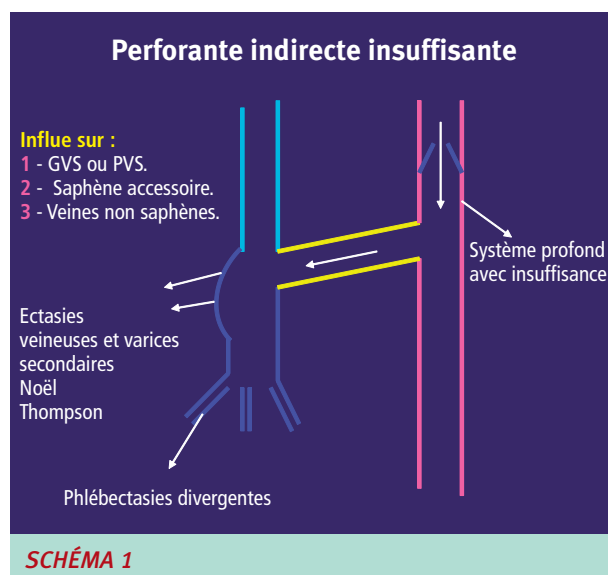 Perforante indirecte insuffisante
Influe sur :
1 - GVS ou PVS.
2 - Saphène accessoire.
3 - Veines non saphènes.
Système profond
avec insuffisance
Ectasies
veineuses et varices
secondaires
Noël
Thompson
Phlébectasies divergentes
SCHÉMA 1